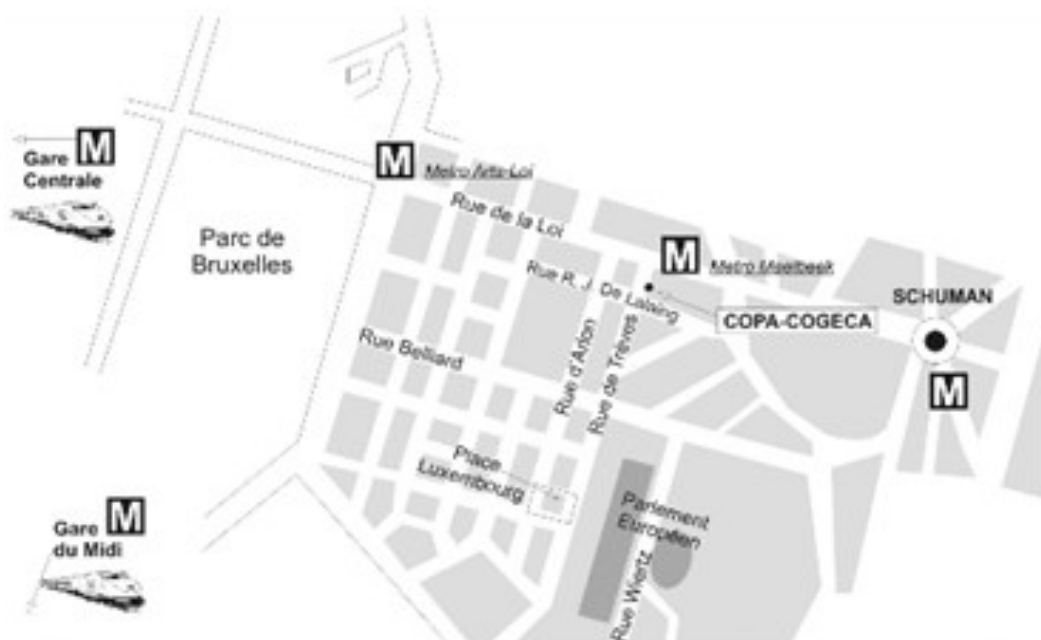 M
Gare
Centrale
Parc de
Bruxelles
M
Metro Arts-Loi
Rue de la Loi
M
Metro Maelbeek
Rue R. J. De Lalaing
COPA-COGECA
SCHUMAN
M
Rue Belliard
Rue d'Arlon
Rue de Trèves
Place
Luxembourg
Parlement
Européen
Rue Wiertz
M
Gare
du Midi